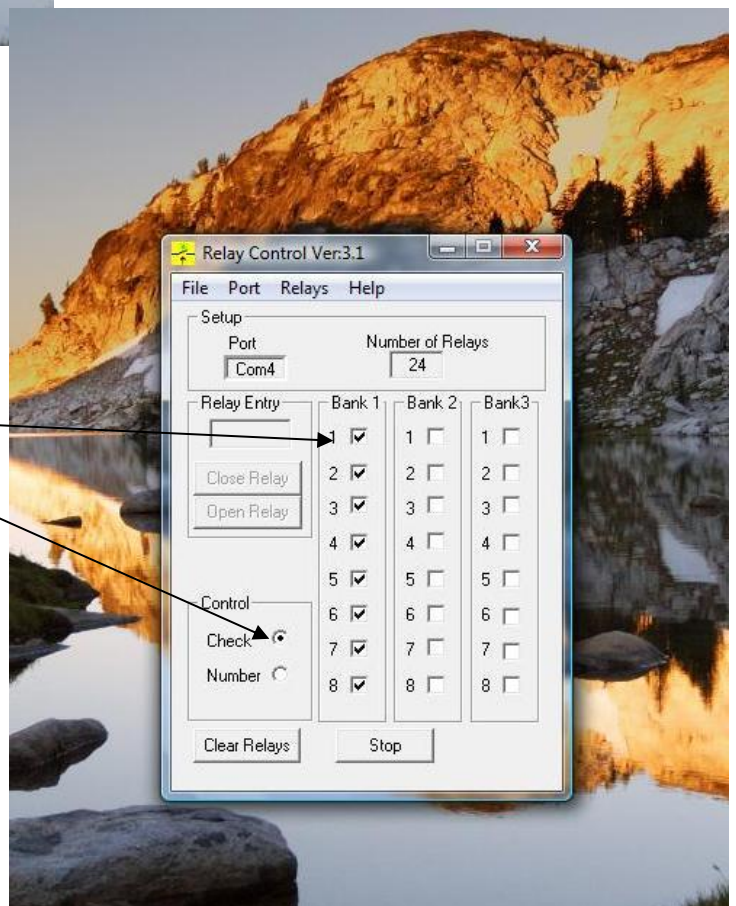 Relay Control Ver:3.1
File Port Relays Help
Setup
Port
Number of Relays
Com4
24
Relay Entry
Bank 1
Bank 2
Bank3
1
1
1
Close Relay
2
2
2
Open Relay
3
3
3
4
4
4
5
5
5
Control
6
6
6
Check
7
7
7
Number
8
8
8
Clear Relays
Stop